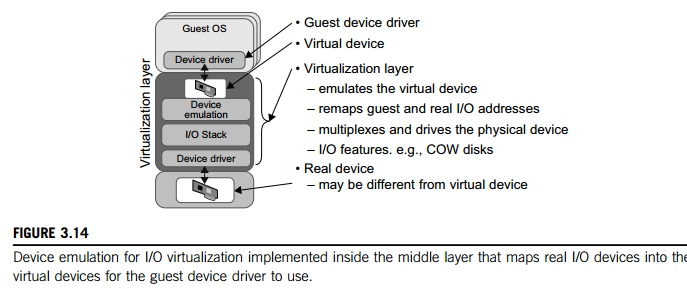 Guest OS
Device driver
Virtualization layer
Device
emulation
I/O Stack
Device driver
• Guest device driver
• Virtual device
• Virtualization layer
– emulates the virtual device
– remaps guest and real I/O addresses
– multiplexes and drives the physical device
– I/O features. e.g., COW disks
• Real device
– may be different from virtual device
FIGURE 3.14
Device emulation for I/O virtualization implemented inside the middle layer that maps real I/O devices into the
virtual devices for the guest device driver to use.